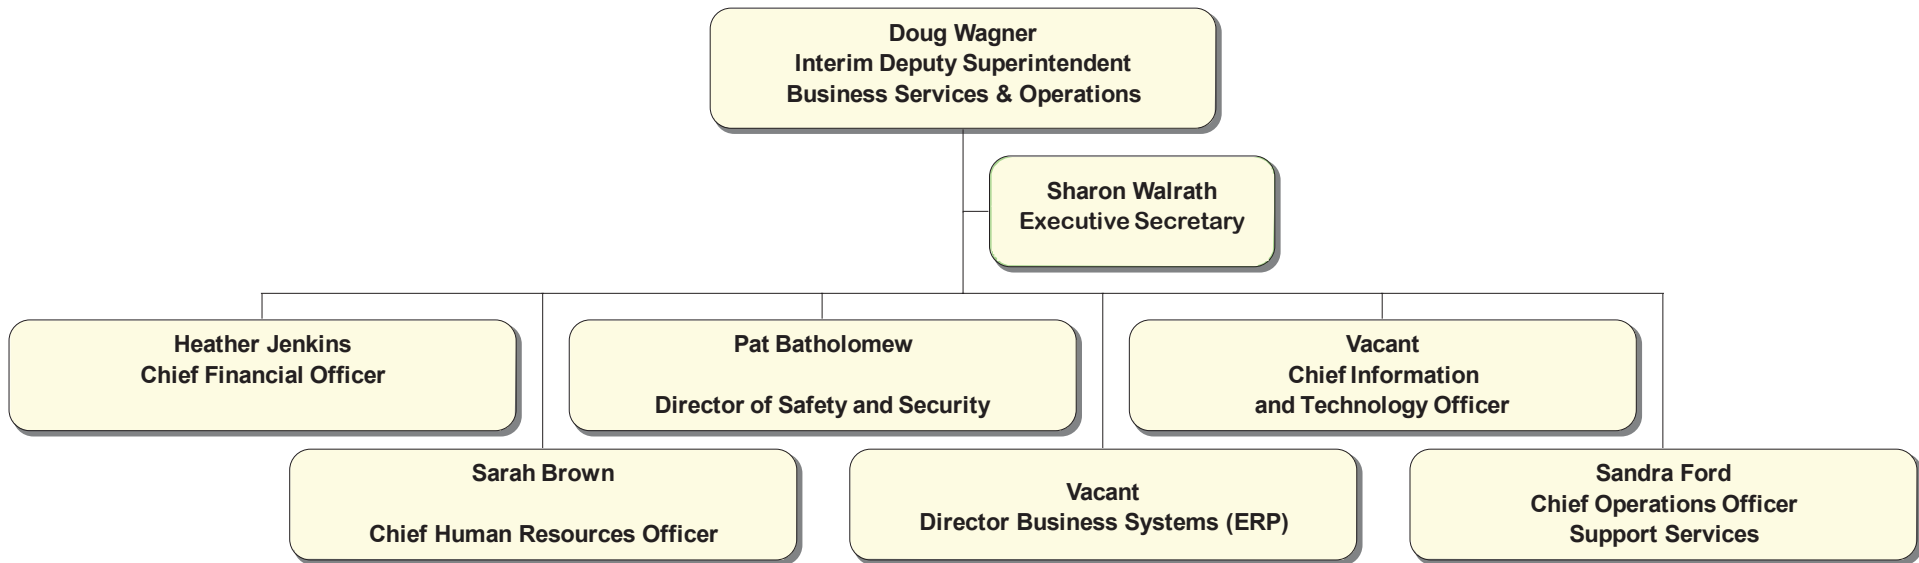 Doug Wagner
Interim Deputy Superintendent
Business Services & Operations
Sharon Walrath
Executive Secretary
Heather Jenkins
Chief Financial Officer
Pat Batholomew
Director of Safety and Security
Vacant
Chief Information
and Technology Officer
Sarah Brown
Chief Human Resources Officer
Vacant
Director Business Systems (ERP)
Sandra Ford
Chief Operations Officer
Support Services